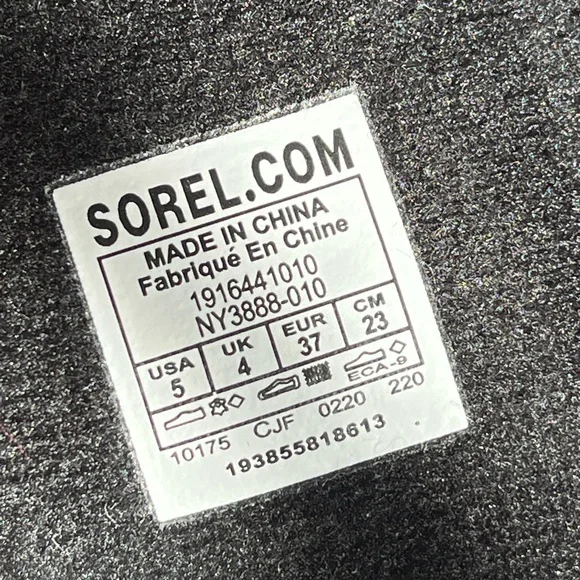 SOREL.COM
MADE IN CHINA
Fabriqué En Chine
1916441010
NY3888-010
USA UK EUR CM
5 4 37 23
ECA-9
10175 CJF 0220 220
193855818613